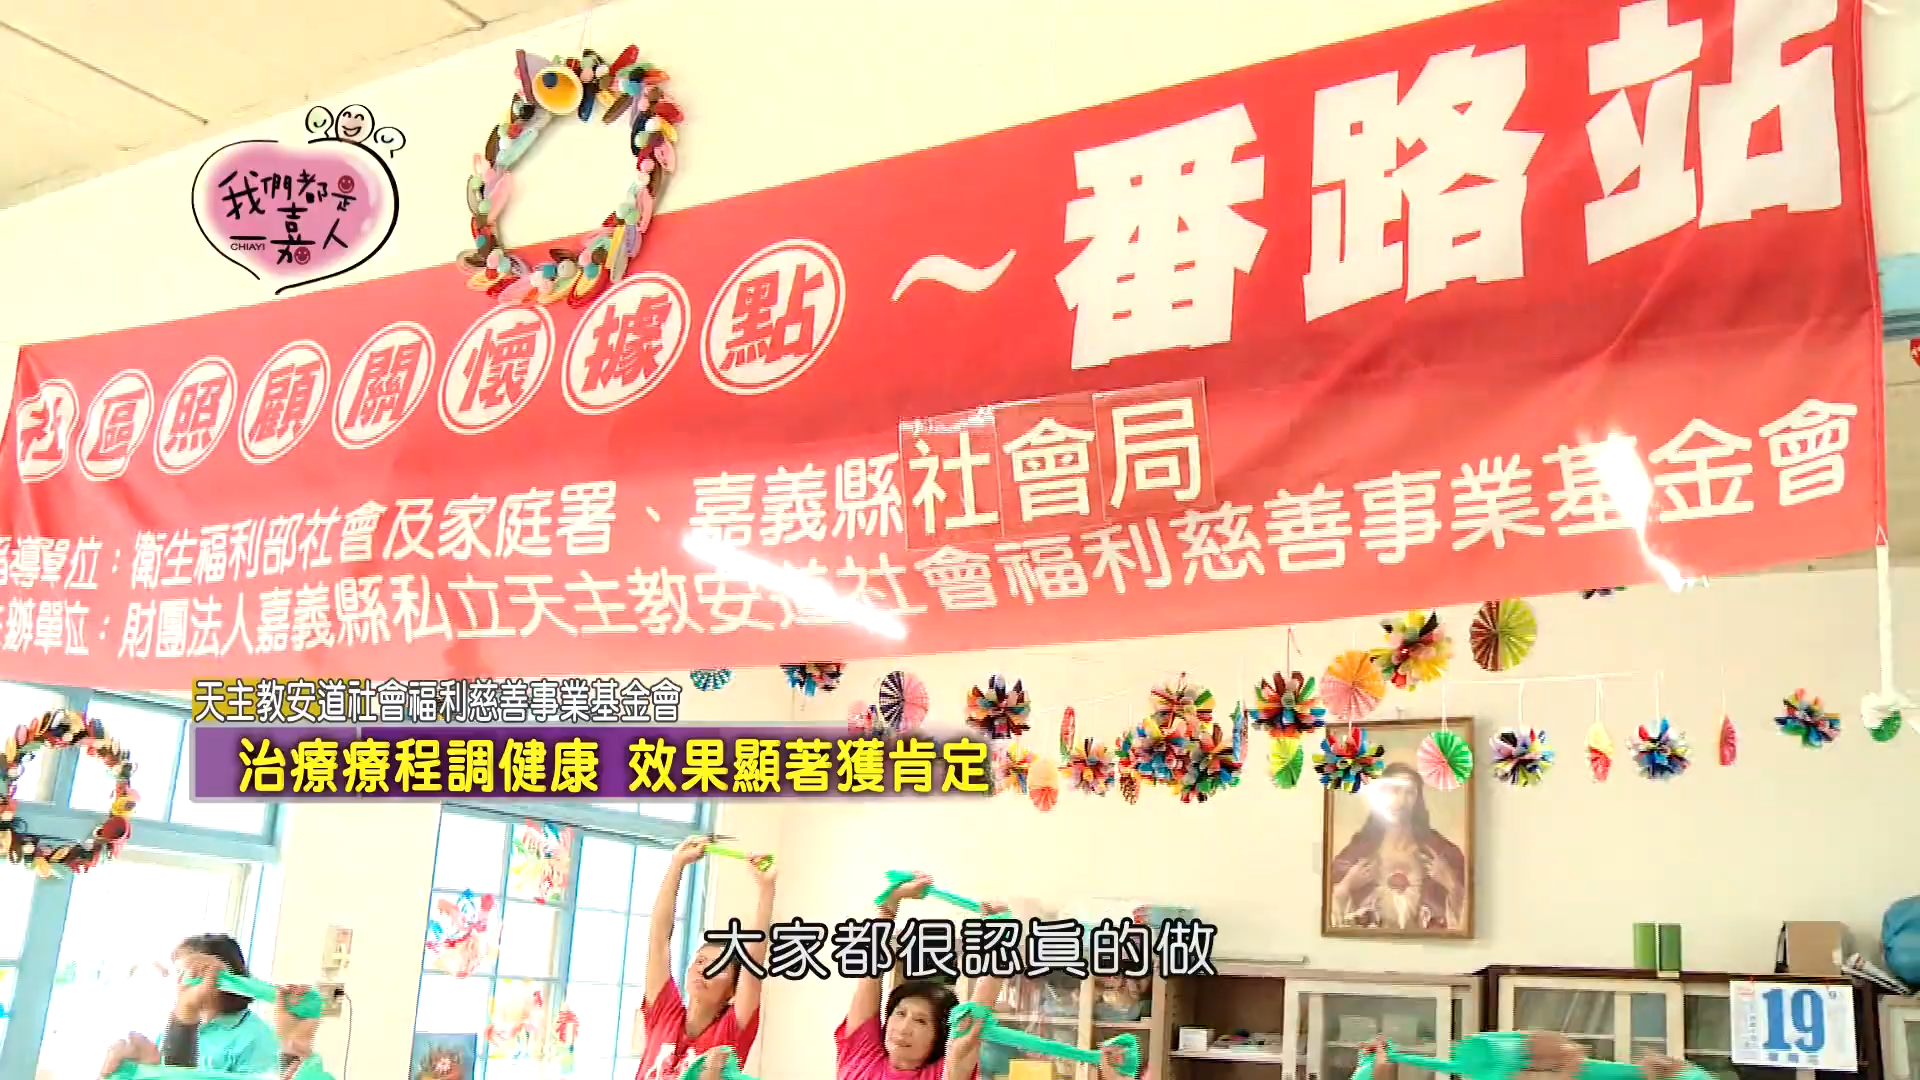 我們都是
一嘉人
CHIAYI
社區照顧關懷據點~番路站
指導單位：衛生福利部社會及家庭署、嘉義縣社會局
主辦單位：財團法人嘉義縣私立天主教安道社會福利慈善事業基金會
天主教安道社會福利慈善事業基金會
治療療程調健康 效果顯著獲肯定
大家都很認真的做
19